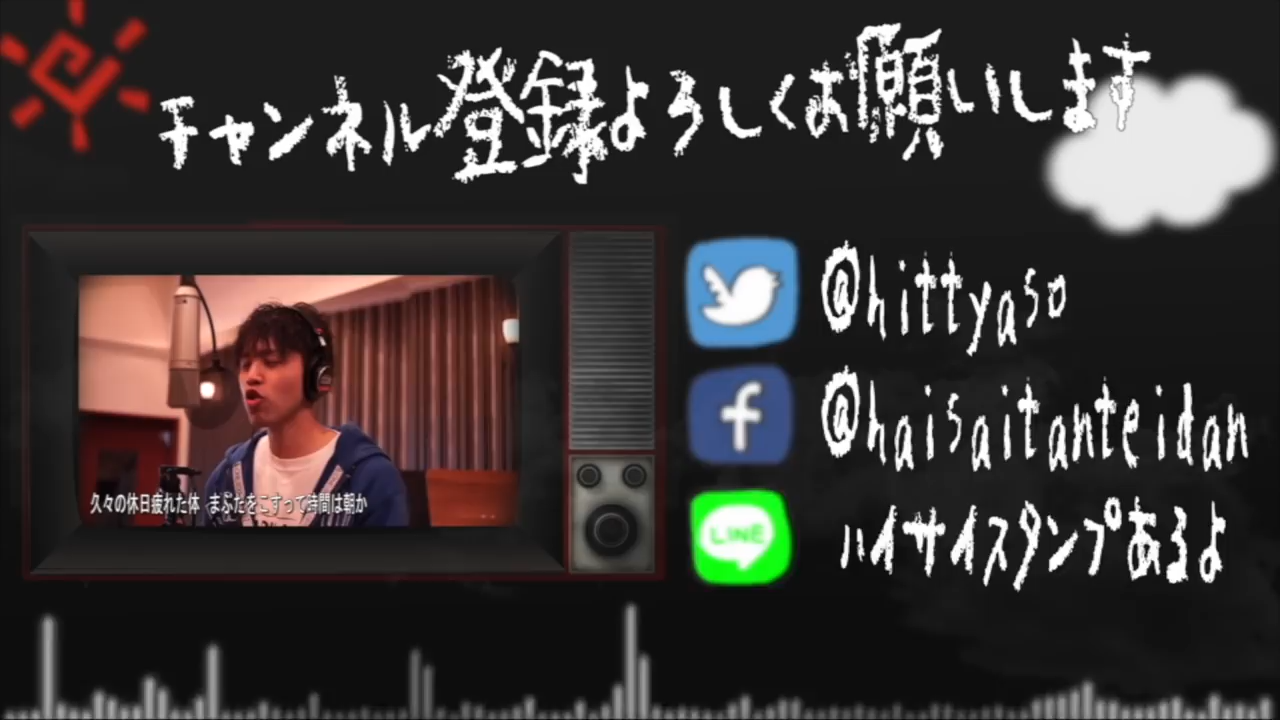 チャンネル登録よろしくお願いします
@hittyaso
@haisaitanteidan
LINE
ハイサイスタンプあるよ
久々の休日疲れた体 まぶたをこすって時間は朝か